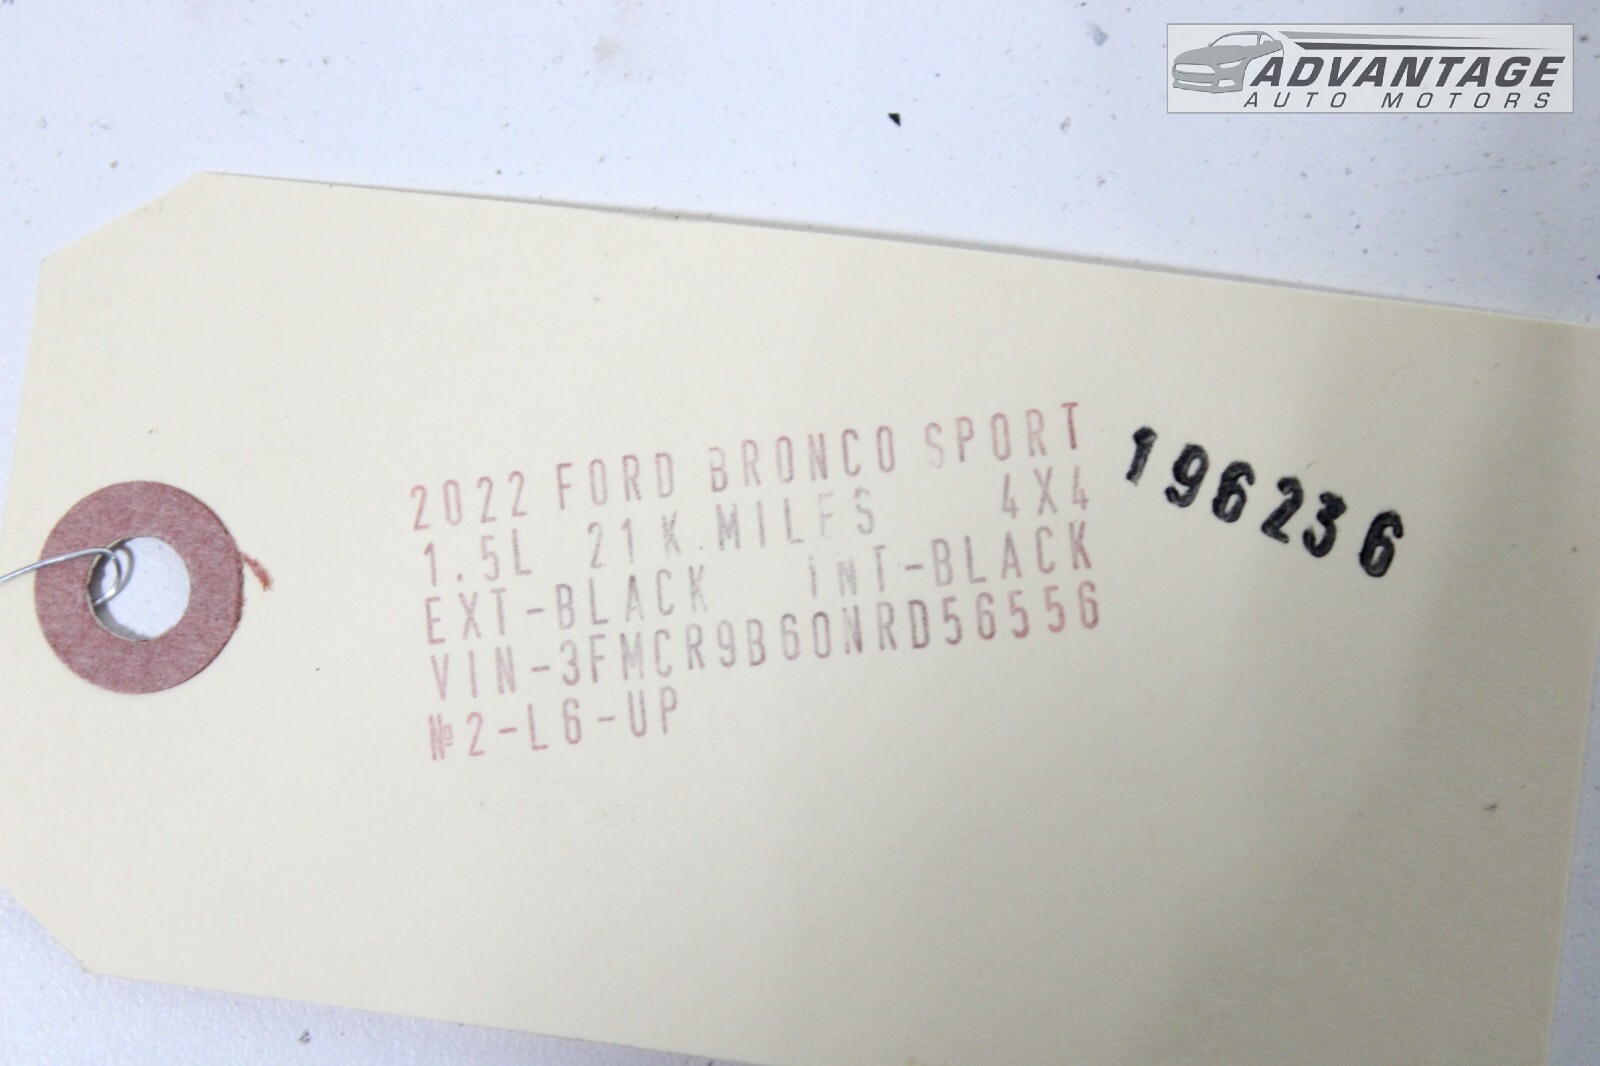 ADVANTAGE
AUTO MOTORS
2022 FORD BRONCO SPORT
1.5L 21K.MILES 4X4
EXT-BLACK iNT-BLACK
VIN-3FMCR9B60NRD56556
№2-L6-UP
196236